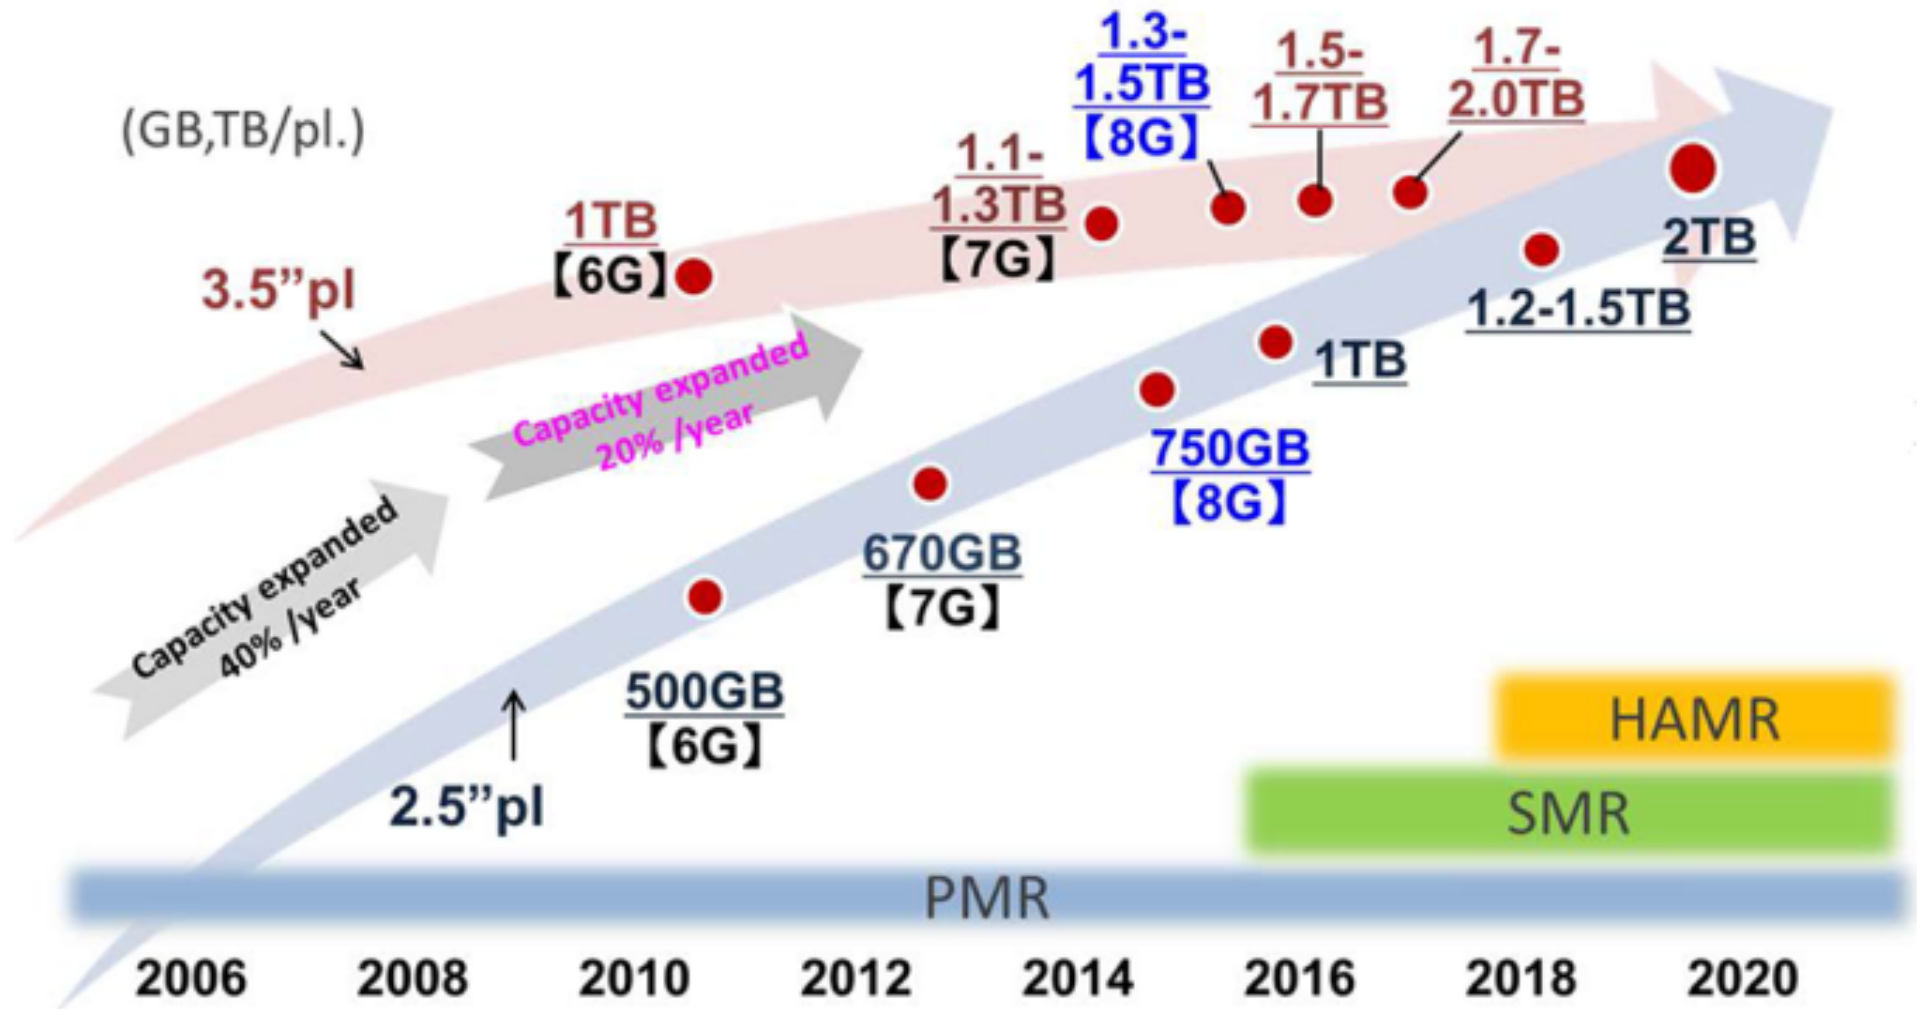 (GB,TB/pl.)
3.5”pl
1TB
【6G】
1.1-
1.3TB
【7G】
1.3-
1.5TB
【8G】
1.5-
1.7TB
1.7-
2.0TB
Capacity expanded
40% /year
Capacity expanded
20% /year
2.5”pl
500GB
【6G】
670GB
【7G】
750GB
【8G】
1TB
1.2-1.5TB
2TB
HAMR
SMR
PMR
2006 2008 2010 2012 2014 2016 2018 2020